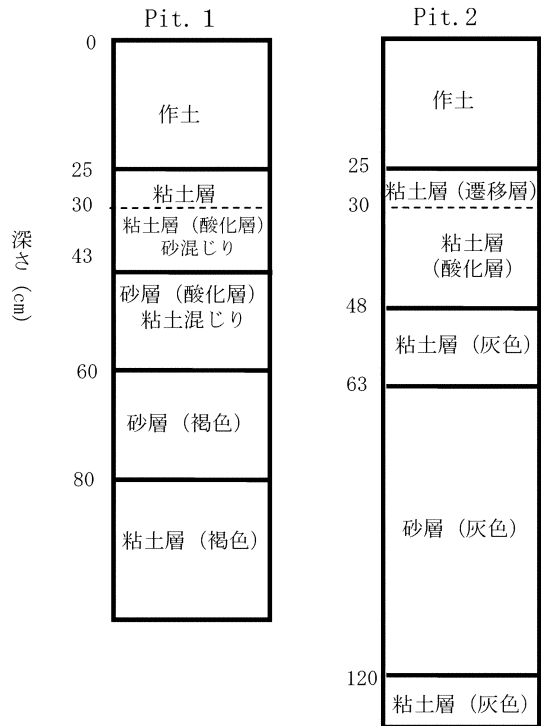 Pit. 1
0
作土
25
粘土層
30
粘土層（酸化層）
砂混じり
43
砂層（酸化層）
粘土混じり
60
砂層（褐色）
80
粘土層（褐色）
深さ (cm)
Pit.2
作土
25
粘土層（遷移層）
30
粘土層
（酸化層）
48
粘土層（灰色）
63
砂層（灰色）
120
粘土層（灰色）